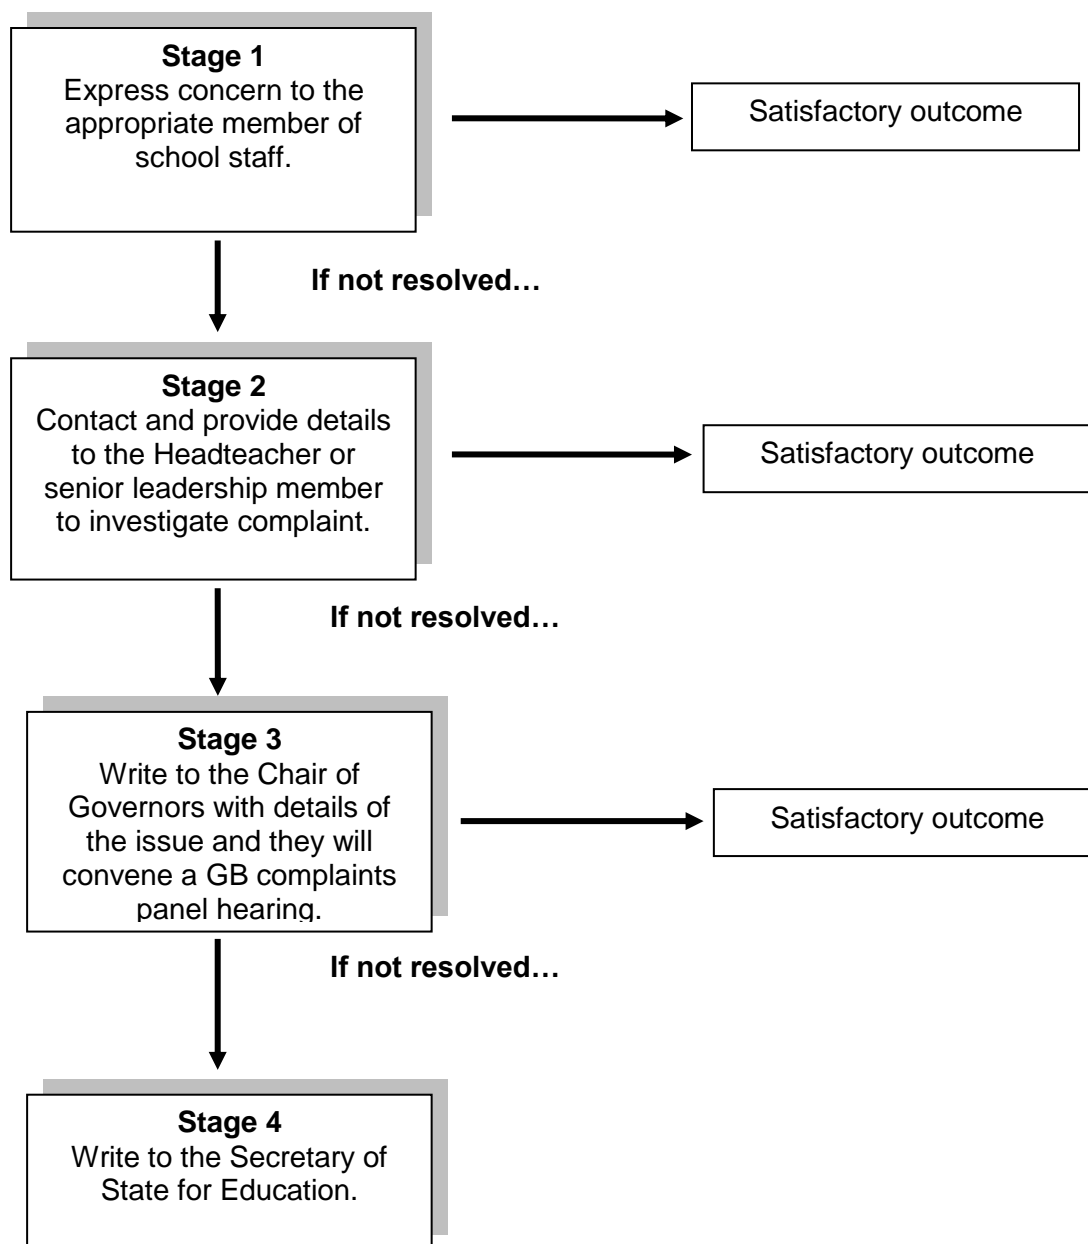 Stage 1
Express concern to the
appropriate member of
school staff.
Satisfactory outcome
If not resolved…
Stage 2
Contact and provide details
to the Headteacher or
senior leadership member
to investigate complaint.
Satisfactory outcome
If not resolved…
Stage 3
Write to the Chair of
Governors with details of
the issue and they will
convene a GB complaints
panel hearing.
Satisfactory outcome
If not resolved…
Stage 4
Write to the Secretary of
State for Education.